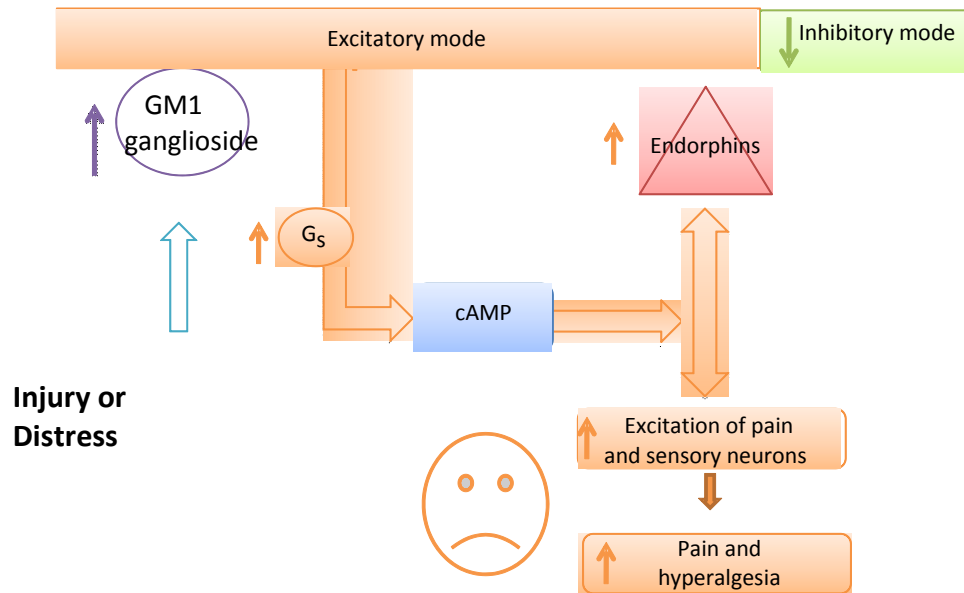 Excitatory mode
Inhibitory mode
GM1
ganglioside
Endorphins
Gs
cAMP
Injury or
Distress
Excitation of pain
and sensory neurons
Pain and
hyperalgesia